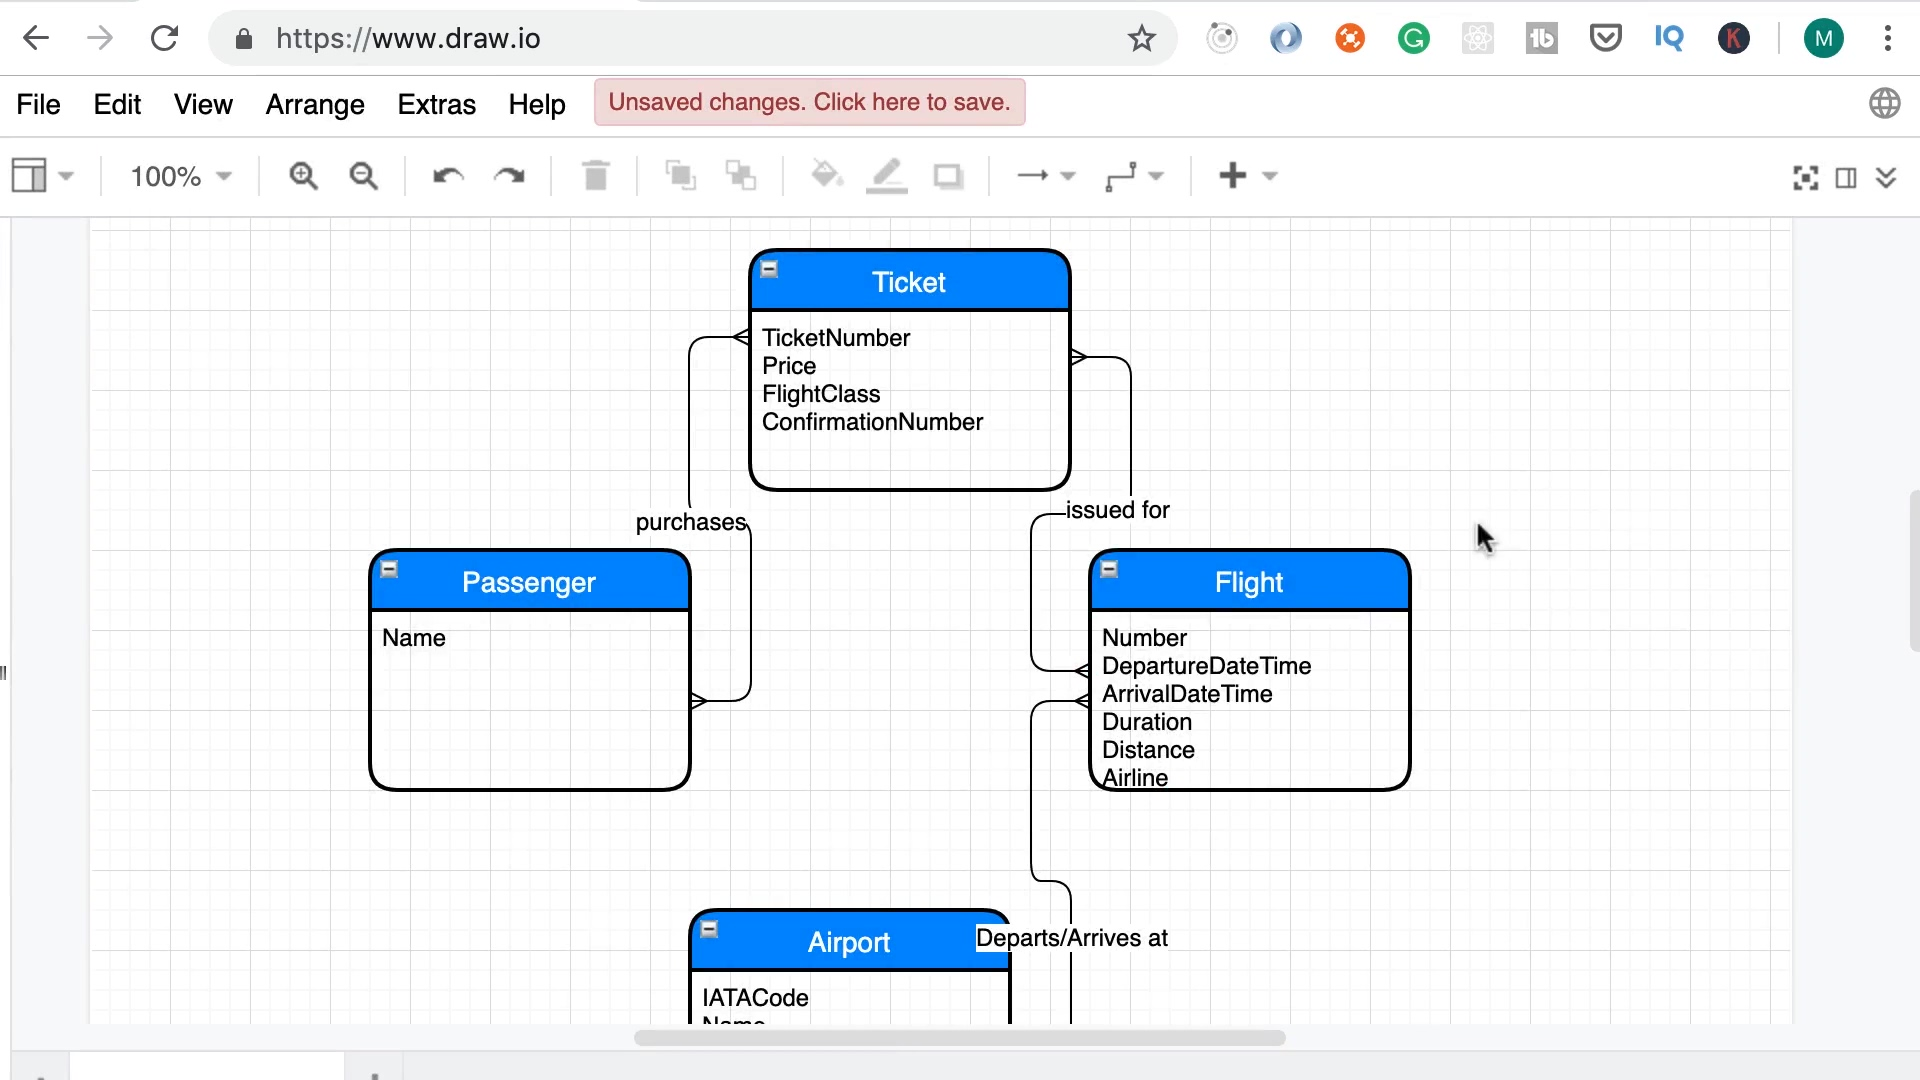 https://www.draw.io
M
File Edit View Arrange Extras Help Unsaved changes. Click here to save.
100%
Ticket
TicketNumber
Price
FlightClass
ConfirmationNumber
purchases
issued for
Passenger
Name
Flight
Number
DepartureDateTime
ArrivalDateTime
Duration
Distance
Airline
Airport
Departs/Arrives at
IATACode
Name